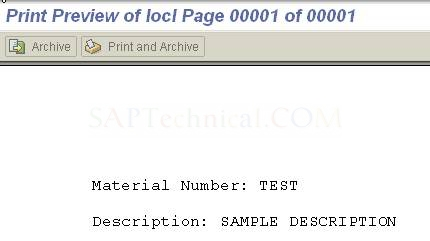 Print Preview of locl Page 00001 of 00001
Archive Print and Archive
SAPTechnical.COM
Material Number: TEST
Description: SAMPLE DESCRIPTION